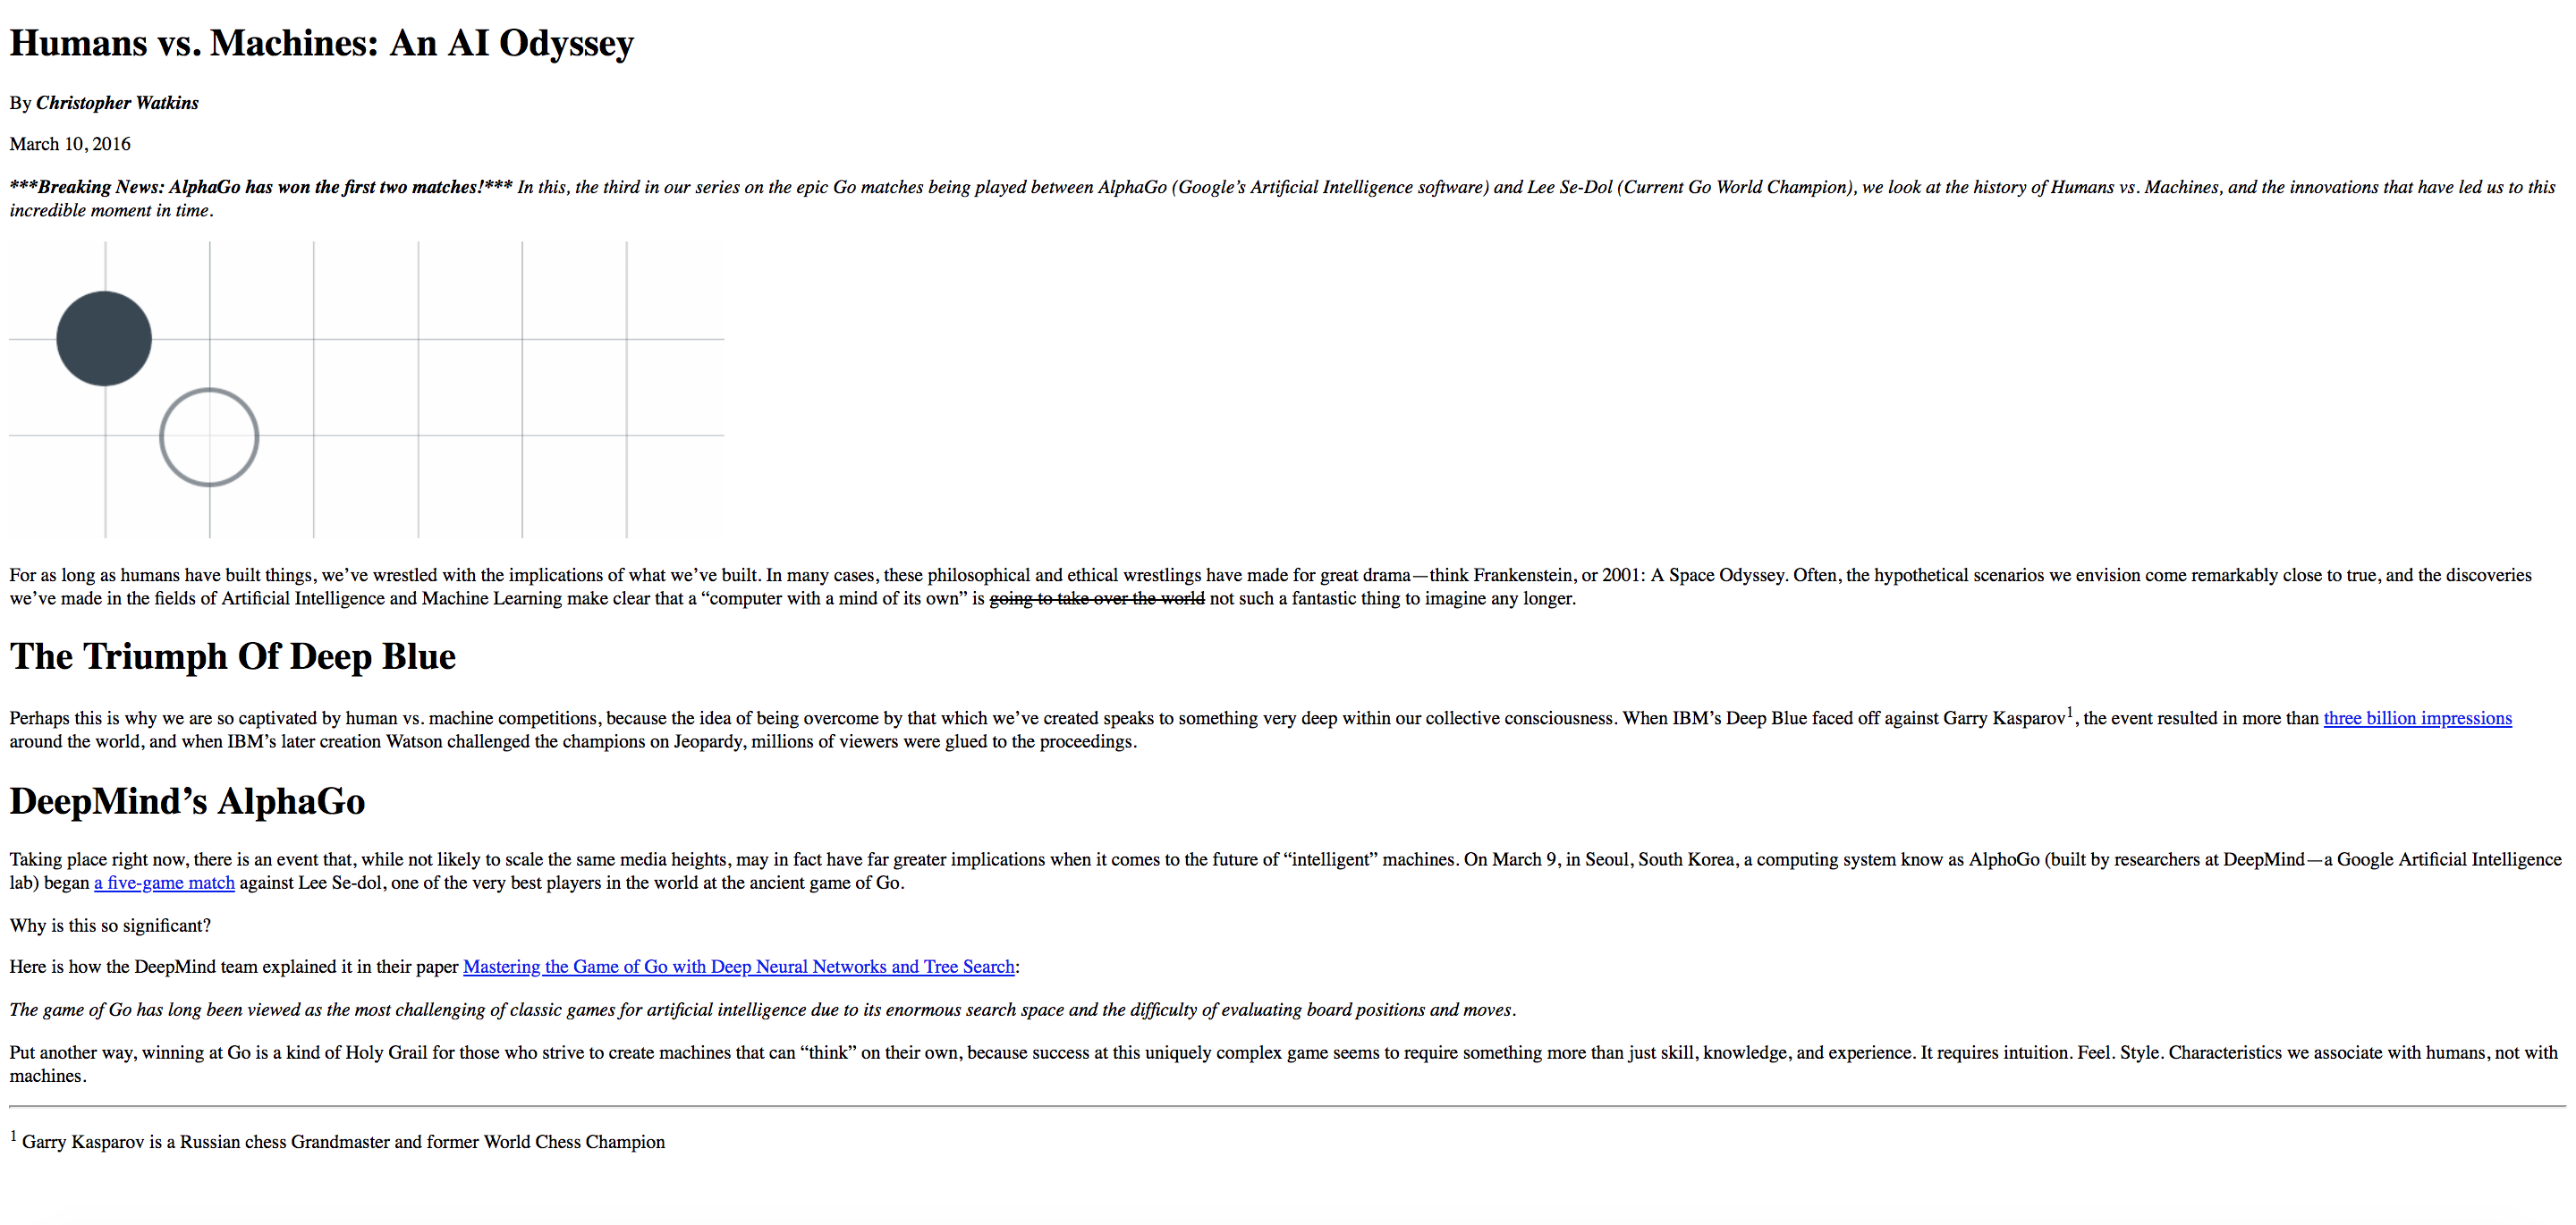 Humans vs. Machines: An AI Odyssey
By Christopher Watkins
March 10, 2016
***Breaking News: AlphaGo has won the first two matches!*** In this, the third in our series on the epic Go matches being played between AlphaGo (Google’s Artificial Intelligence software) and Lee Se-Dol (Current Go World Champion), we look at the history of Humans vs. Machines, and the innovations that have led us to this
incredible moment in time.
For as long as humans have built things, we’ve wrestled with the implications of what we’ve built. In many cases, these philosophical and ethical wrestlings have made for great drama—think Frankenstein, or 2001: A Space Odyssey. Often, the hypothetical scenarios we envision come remarkably close to true, and the discoveries
we’ve made in the fields of Artificial Intelligence and Machine Learning make clear that a “computer with a mind of its own” is going to take over the world not such a fantastic thing to imagine any longer.
The Triumph Of Deep Blue
Perhaps this is why we are so captivated by human vs. machine competitions, because the idea of being overcome by that which we’ve created speaks to something very deep within our collective consciousness. When IBM’s Deep Blue faced off against Garry Kasparov1, the event resulted in more than three billion impressions
around the world, and when IBM’s later creation Watson challenged the champions on Jeopardy, millions of viewers were glued to the proceedings.
DeepMind’s AlphaGo
Taking place right now, there is an event that, while not likely to scale the same media heights, may in fact have far greater implications when it comes to the future of “intelligent” machines. On March 9, in Seoul, South Korea, a computing system know as AlphoGo (built by researchers at DeepMind—a Google Artificial Intelligence
lab) began a five-game match against Lee Se-dol, one of the very best players in the world at the ancient game of Go.
Why is this so significant?
Here is how the DeepMind team explained it in their paper Mastering the Game of Go with Deep Neural Networks and Tree Search:
The game of Go has long been viewed as the most challenging of classic games for artificial intelligence due to its enormous search space and the difficulty of evaluating board positions and moves.
Put another way, winning at Go is a kind of Holy Grail for those who strive to create machines that can “think” on their own, because success at this uniquely complex game seems to require something more than just skill, knowledge, and experience. It requires intuition. Feel. Style. Characteristics we associate with humans, not with
machines.
1 Garry Kasparov is a Russian chess Grandmaster and former World Chess Champion